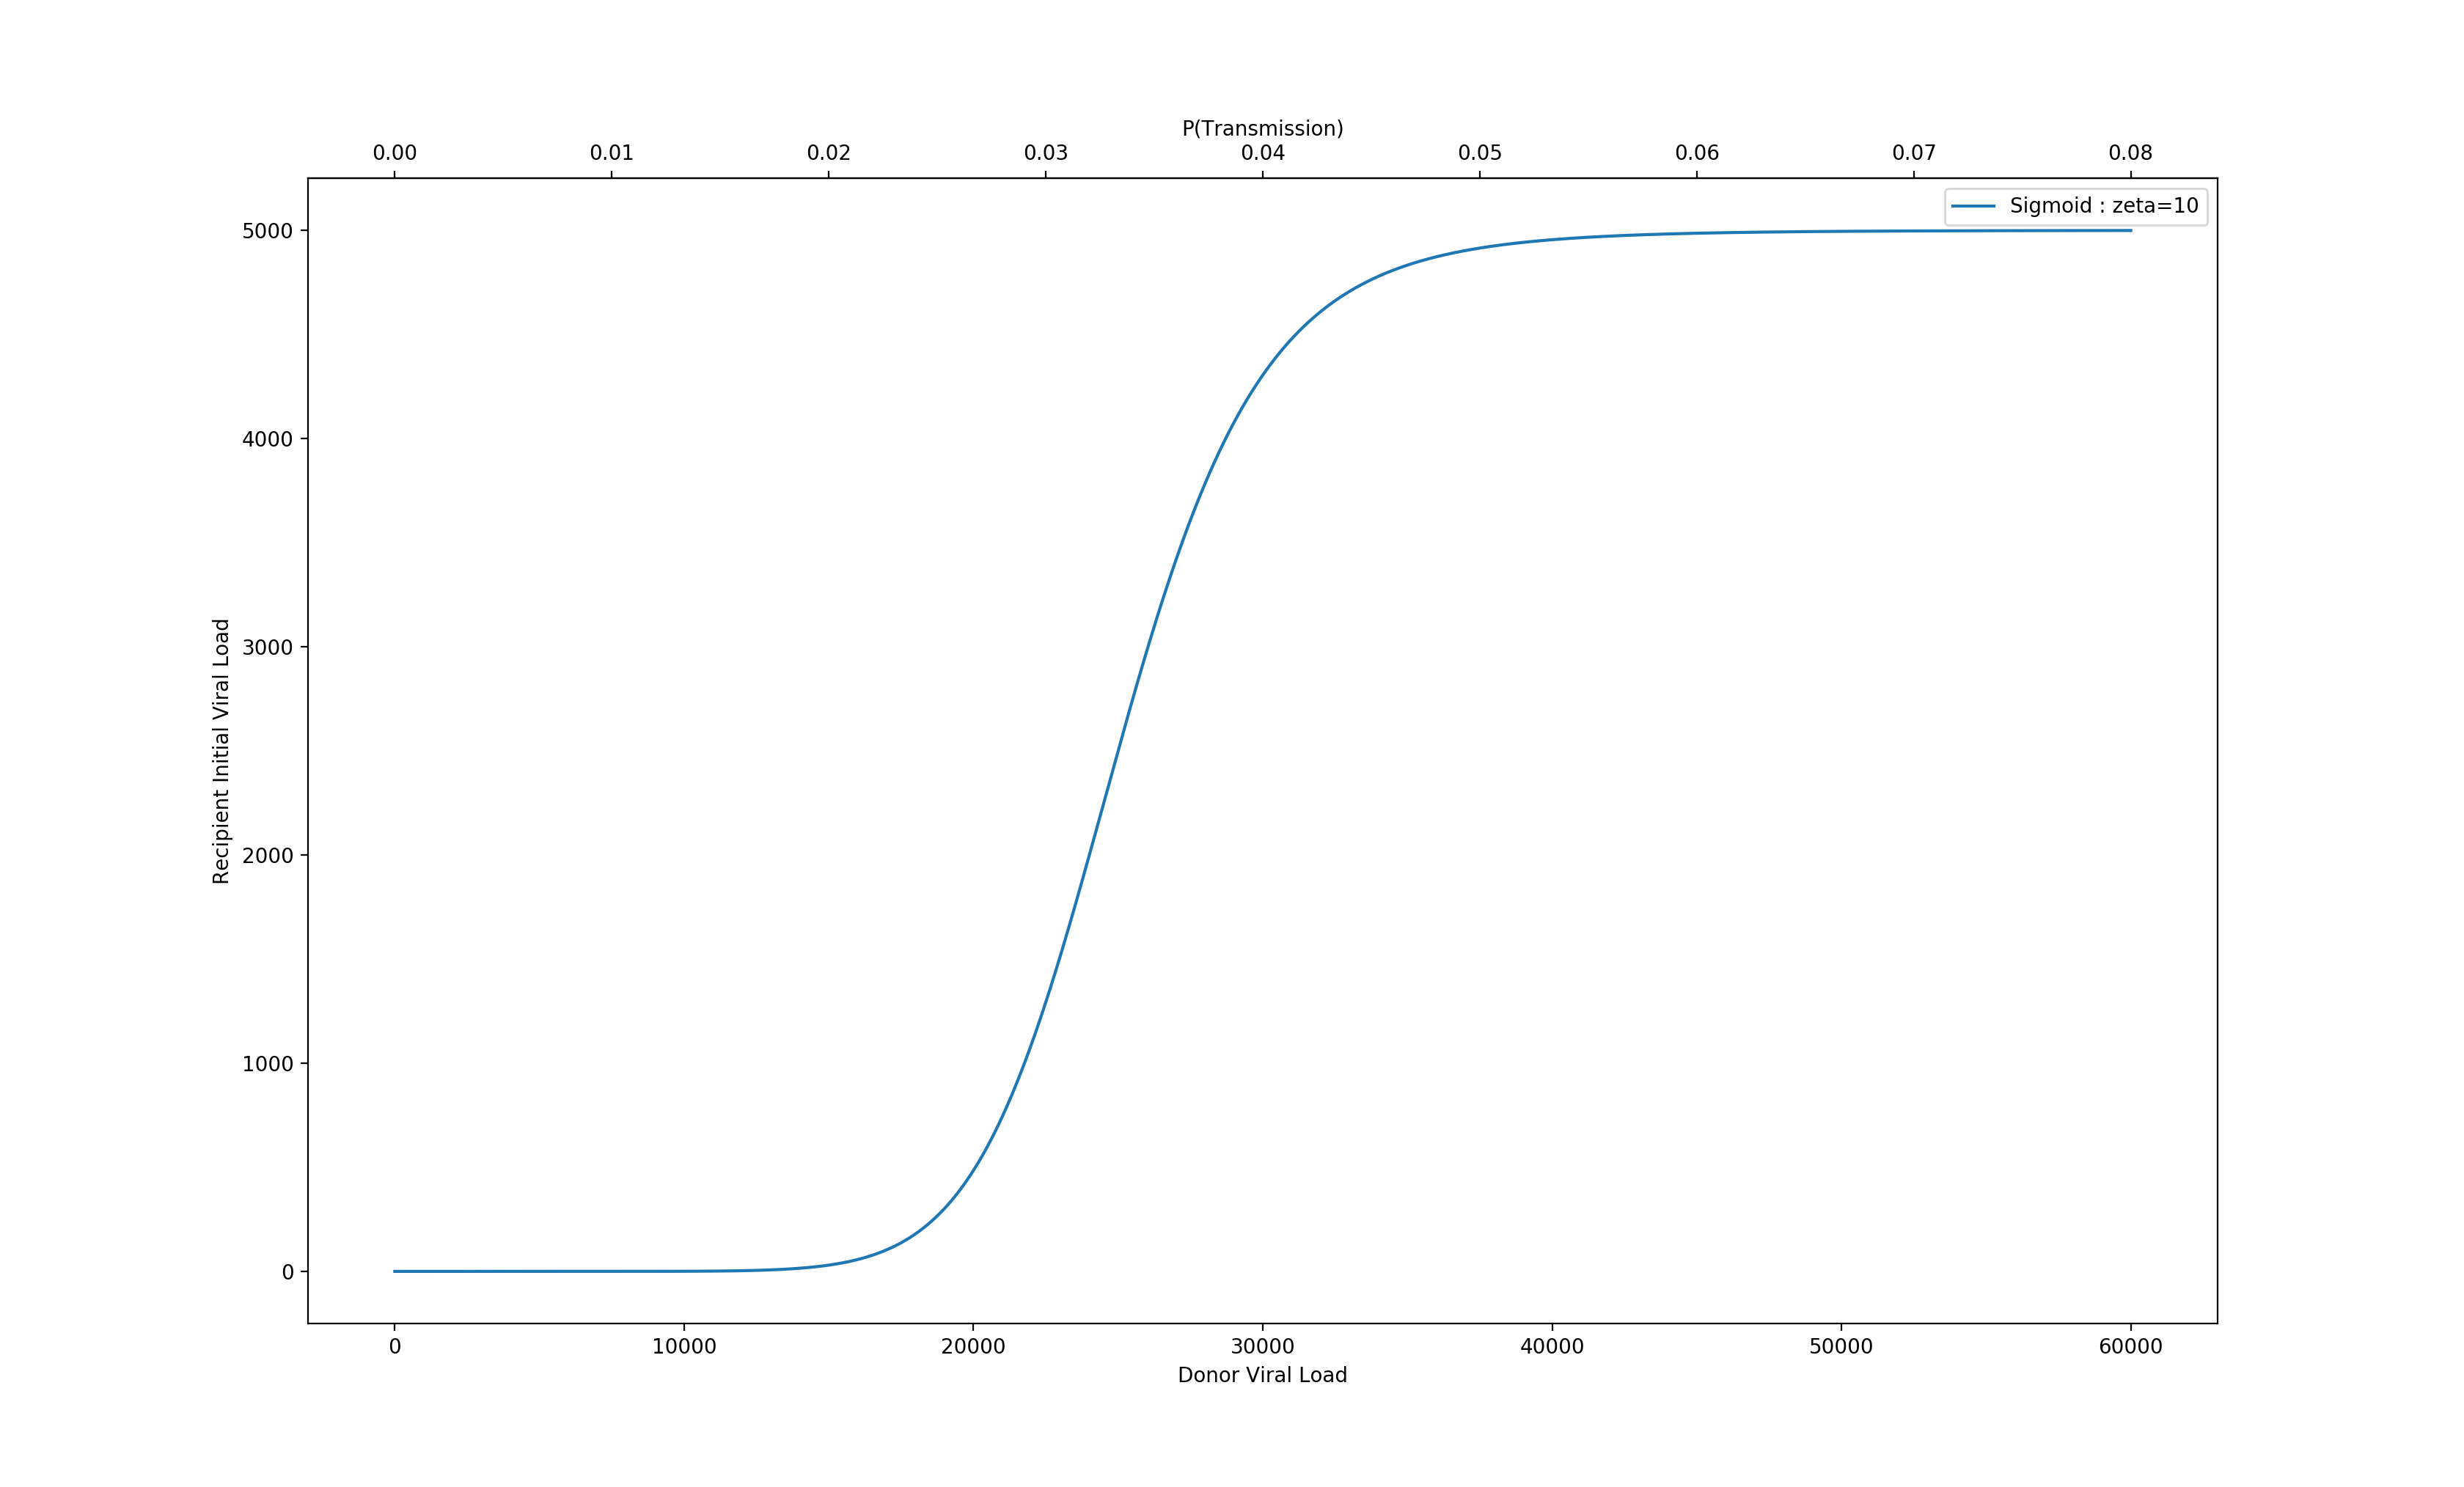 P(Transmission)
0.00 0.01 0.02 0.03 0.04 0.05 0.06 0.07 0.08
Sigmoid : zeta=10
5000
4000
3000
2000
1000
0
Recipient Initial Viral Load
0 10000 20000 30000 40000 50000 60000
Donor Viral Load